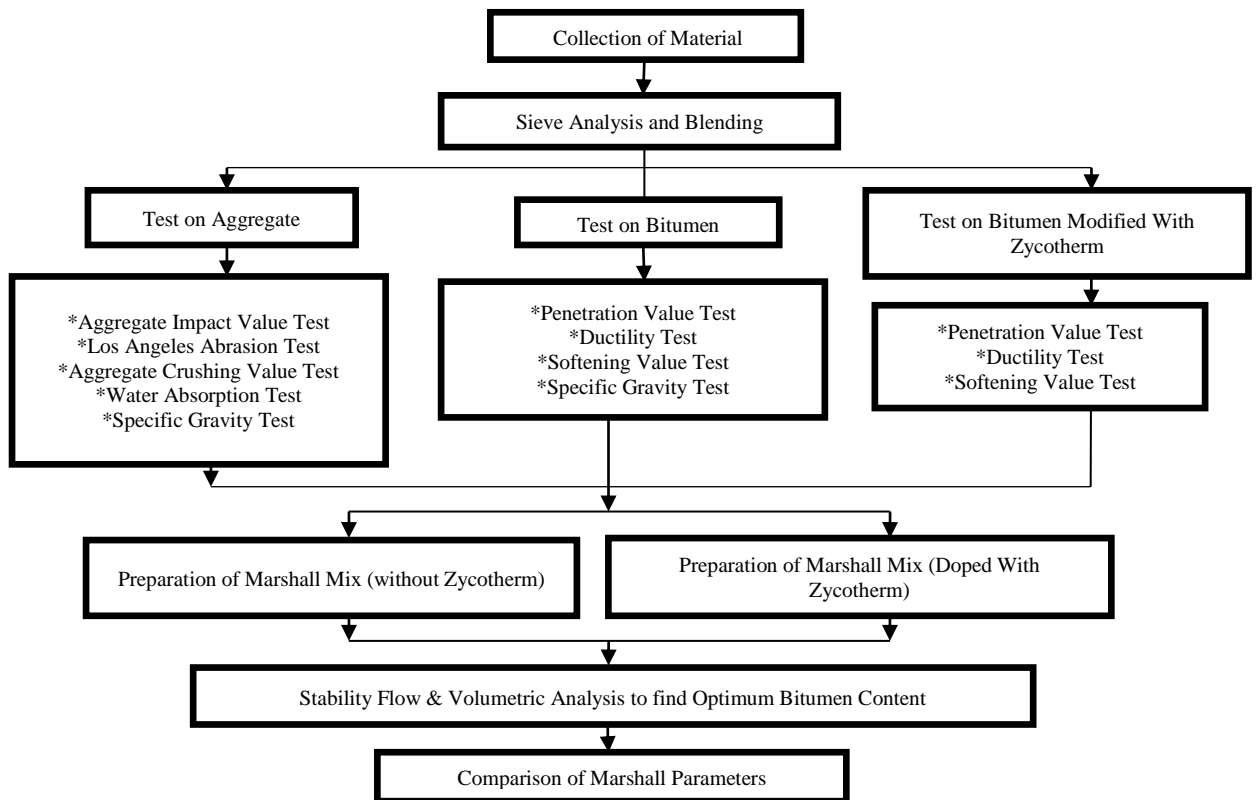 Collection of Material
Sieve Analysis and Blending
Test on Aggregate
Test on Bitumen
Test on Bitumen Modified With
Zycotherm
*Aggregate Impact Value Test
*Los Angeles Abrasion Test
*Aggregate Crushing Value Test
*Water Absorption Test
*Specific Gravity Test
*Penetration Value Test
*Ductility Test
*Softening Value Test
*Specific Gravity Test
*Penetration Value Test
*Ductility Test
*Softening Value Test
Preparation of Marshall Mix (without Zycotherm)
Preparation of Marshall Mix (Doped With
Zycotherm)
Stability Flow & Volumetric Analysis to find Optimum Bitumen Content
Comparison of Marshall Parameters